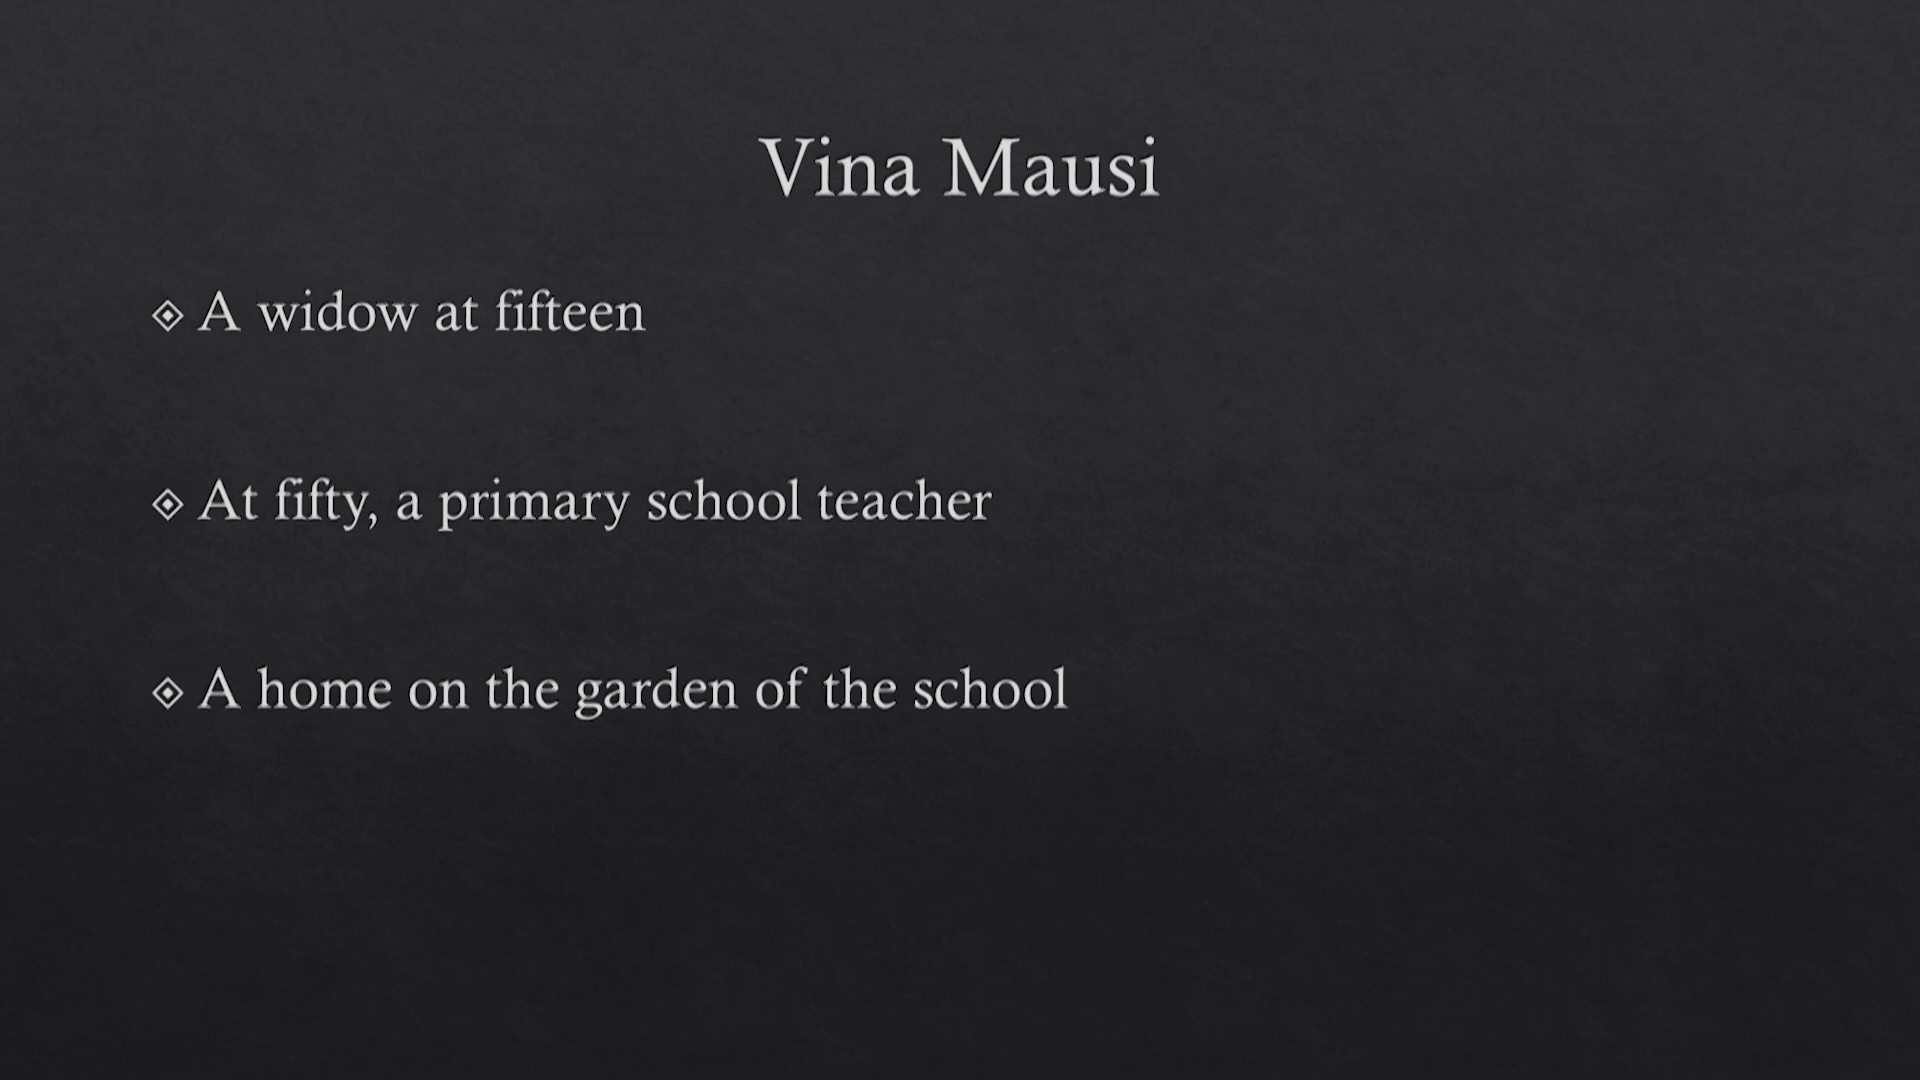 Vina Mausi
A widow at fifteen
At fifty, a primary school teacher
A home on the garden of the school